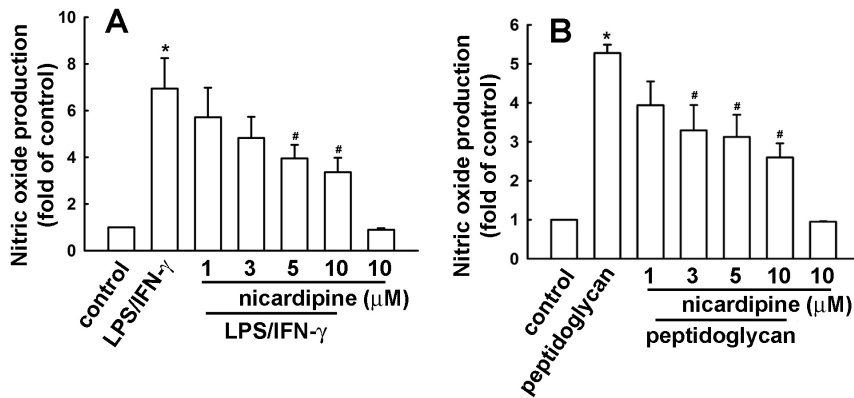 A
Nitric oxide production
(fold of control)
10
8
6
4
2
0
*
#
#
control
LPS/IFN-γ
1 3 5 10 10
nicardipine (μM)
LPS/IFN-γ
B
Nitric oxide production
(fold of control)
6
5
4
3
2
1
0
*
#
#
#
control
peptidoglycan
1 3 5 10 10
nicardipine (μM)
peptidoglycan